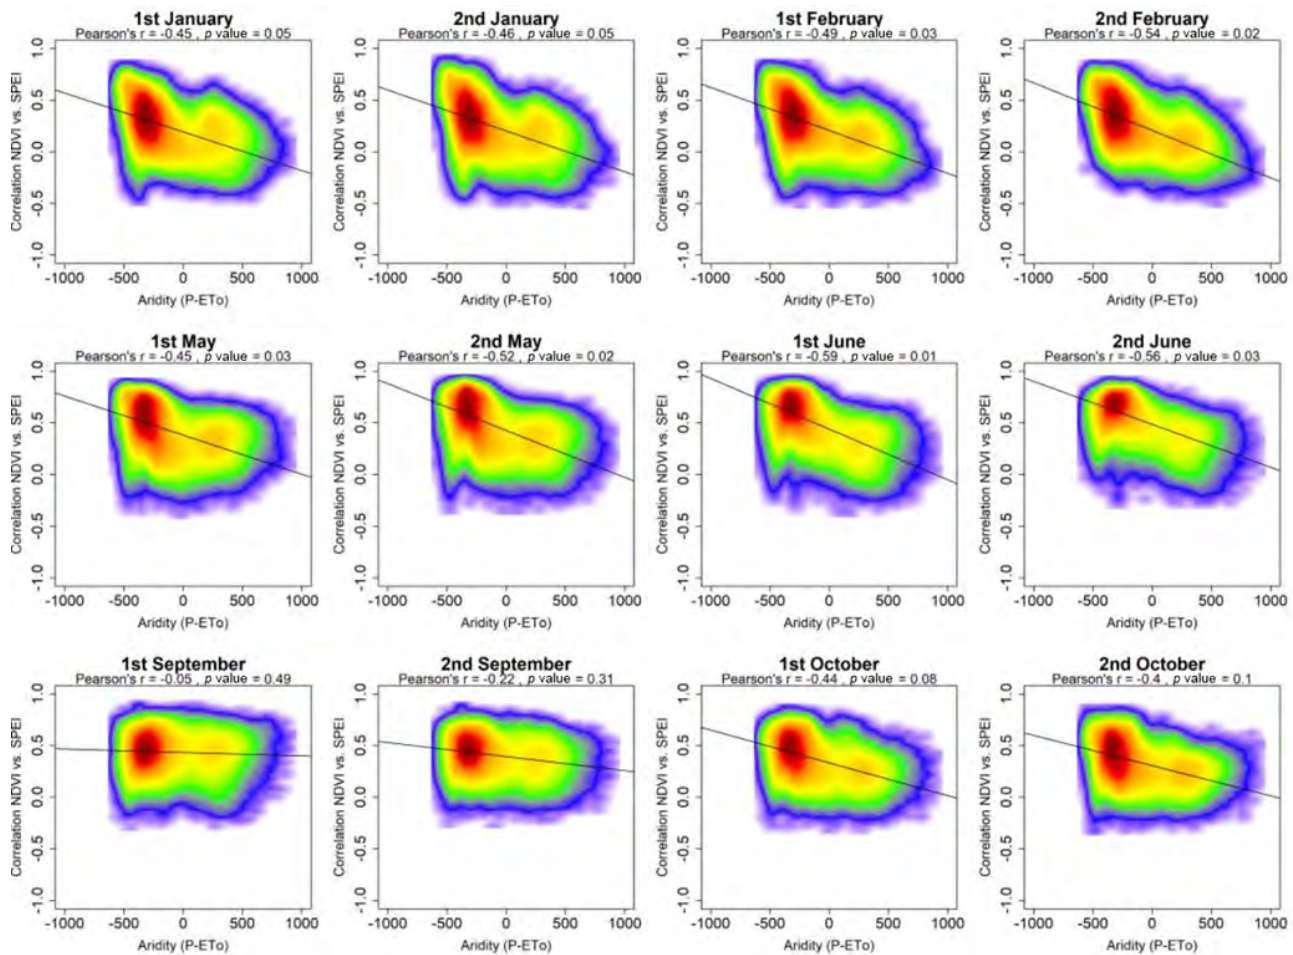 1st January
Pearson's r = -0.45 , p value = 0.05
Correlation NDVI vs. SPEI
1.0
0.5
0.0
-0.5
-1.0
-1000 -500 0 500 1000
Aridity (P-ETo)
2nd January
Pearson's r = -0.46 , p value = 0.05
Correlation NDVI vs. SPEI
1.0
0.5
0.0
-0.5
-1.0
-1000 -500 0 500 1000
Aridity (P-ETo)
1st February
Pearson's r = -0.49 , p value = 0.03
Correlation NDVI vs. SPEI
1.0
0.5
0.0
-0.5
-1.0
-1000 -500 0 500 1000
Aridity (P-ETo)
2nd February
Pearson's r = -0.54 , p value = 0.02
Correlation NDVI vs. SPEI
1.0
0.5
0.0
-0.5
-1.0
-1000 -500 0 500 1000
Aridity (P-ETo)
1st May
Pearson's r = -0.45 , p value = 0.03
Correlation NDVI vs. SPEI
1.0
0.5
0.0
-0.5
-1.0
-1000 -500 0 500 1000
Aridity (P-ETo)
2nd May
Pearson's r = -0.52 , p value = 0.02
Correlation NDVI vs. SPEI
1.0
0.5
0.0
-0.5
-1.0
-1000 -500 0 500 1000
Aridity (P-ETo)
1st June
Pearson's r = -0.59 , p value = 0.01
Correlation NDVI vs. SPEI
1.0
0.5
0.0
-0.5
-1.0
-1000 -500 0 500 1000
Aridity (P-ETo)
2nd June
Pearson's r = -0.56 , p value = 0.03
Correlation NDVI vs. SPEI
1.0
0.5
0.0
-0.5
-1.0
-1000 -500 0 500 1000
Aridity (P-ETo)
1st September
Pearson's r = -0.05 , p value = 0.49
Correlation NDVI vs. SPEI
1.0
0.5
0.0
-0.5
-1.0
-1000 -500 0 500 1000
Aridity (P-ETo)
2nd September
Pearson's r = -0.22 , p value = 0.31
Correlation NDVI vs. SPEI
1.0
0.5
0.0
-0.5
-1.0
-1000 -500 0 500 1000
Aridity (P-ETo)
1st October
Pearson's r = -0.44 , p value = 0.08
Correlation NDVI vs. SPEI
1.0
0.5
0.0
-0.5
-1.0
-1000 -500 0 500 1000
Aridity (P-ETo)
2nd October
Pearson's r = -0.4 , p value = 0.1
Correlation NDVI vs. SPEI
1.0
0.5
0.0
-0.5
-1.0
-1000 -500 0 500 1000
Aridity (P-ETo)